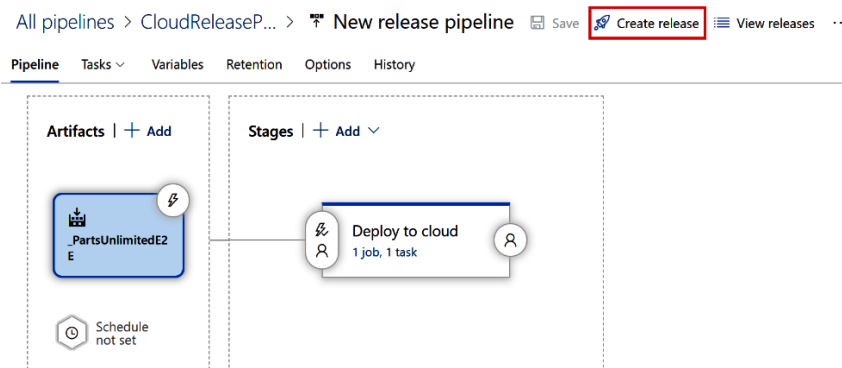 All pipelines > CloudReleaseP... > New release pipeline Save Create release View releases ...
Pipeline Tasks Variables Retention Options History
Artifacts | + Add
Stages | + Add
_PartsUnlimitedE2
E
Deploy to cloud
1 job, 1 task
Schedule
not set